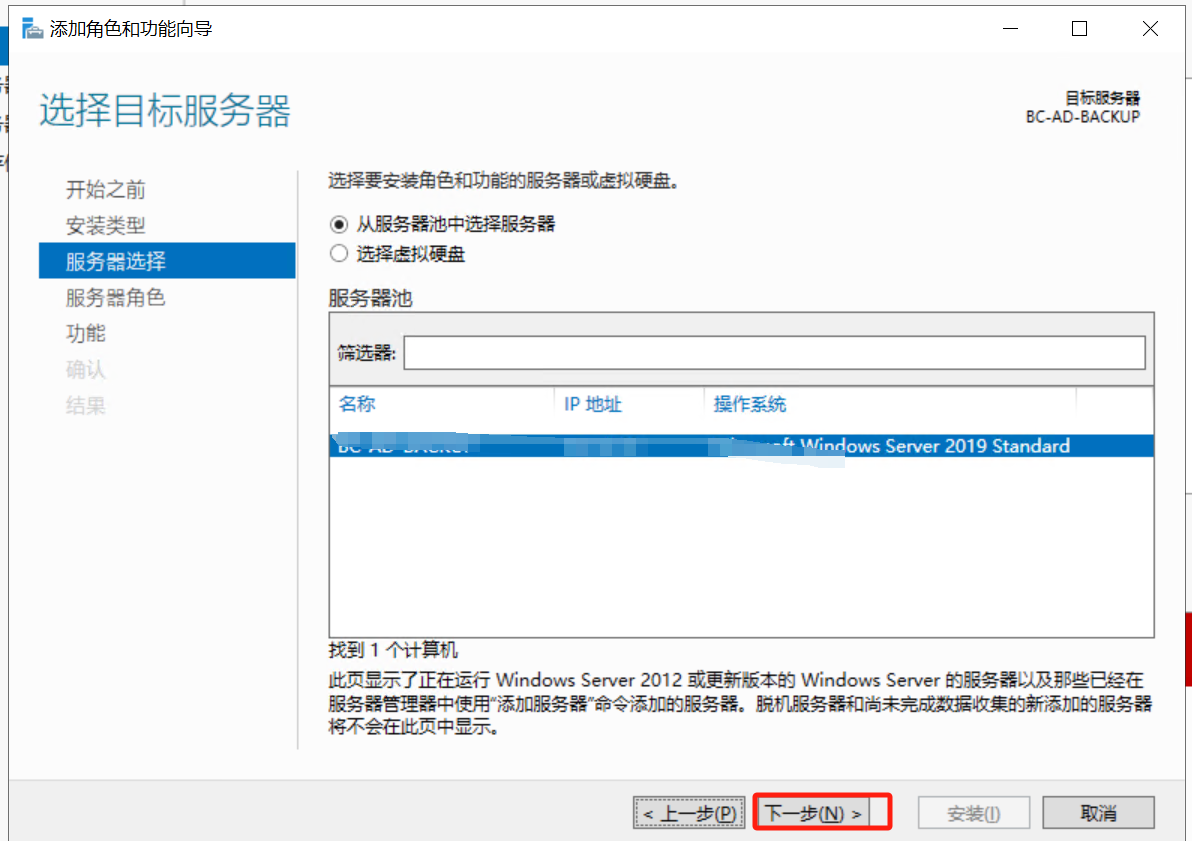 添加角色和功能向导
选择目标服务器
目标服务器
BC-AD-BACKUP
开始之前
安装类型
服务器选择
服务器角色
功能
确认
结果
选择要安装角色和功能的服务器或虚拟硬盘。
从服务器池中选择服务器
选择虚拟硬盘
服务器池
筛选器:
名称 IP 地址 操作系统
Windows Server 2019 Standard
找到 1 个计算机
此页显示了正在运行 Windows Server 2012 或更新版本的 Windows Server 的服务器以及那些已经在
服务器管理器中使用"添加服务器"命令添加的服务器。脱机服务器和尚未完成数据收集的新添加的服务器
将不会在此页中显示。
< 上一步(P) 下一步(N) > 安装(I) 取消